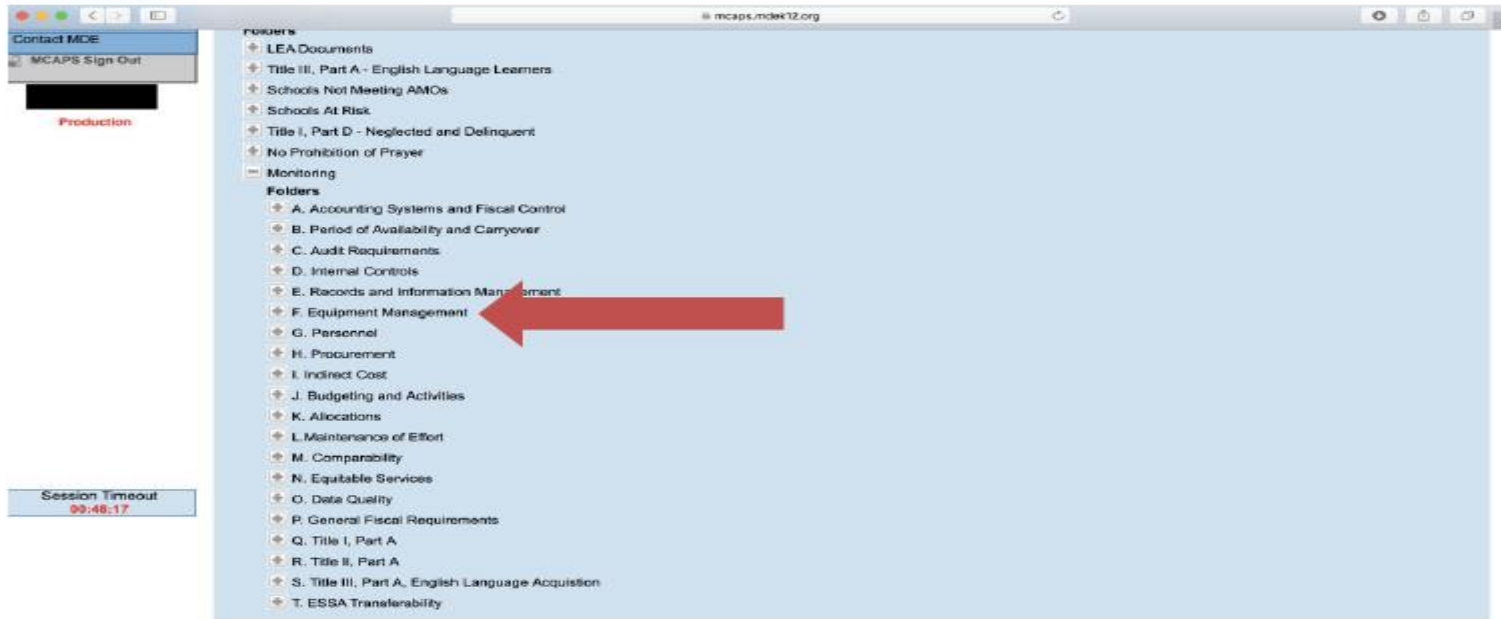 mcaps.mdek12.org
Contact MDE
MCAPS Sign Out
Production
Session Timeout
00:48:17
Folders
LEA Documents
Title III, Part A - English Language Learners
Schools Not Meeting AMOs
Schools At Risk
Title I, Part D - Neglected and Delinquent
No Prohibition of Prayer
Monitoring
Folders
A. Accounting Systems and Fiscal Control
B. Period of Availability and Carryover
C. Audit Requirements
D. Internal Controls
E. Records and Information Management
F. Equipment Management
G. Personnel
H. Procurement
I. Indirect Cost
J. Budgeting and Activities
K. Allocations
L.Maintenance of Effort
M. Comparability
N. Equitable Services
O. Data Quality
P. General Fiscal Requirements
Q. Title I, Part A
R. Title II, Part A
S. Title III, Part A, English Language Acquistion
T. ESSA Transferability